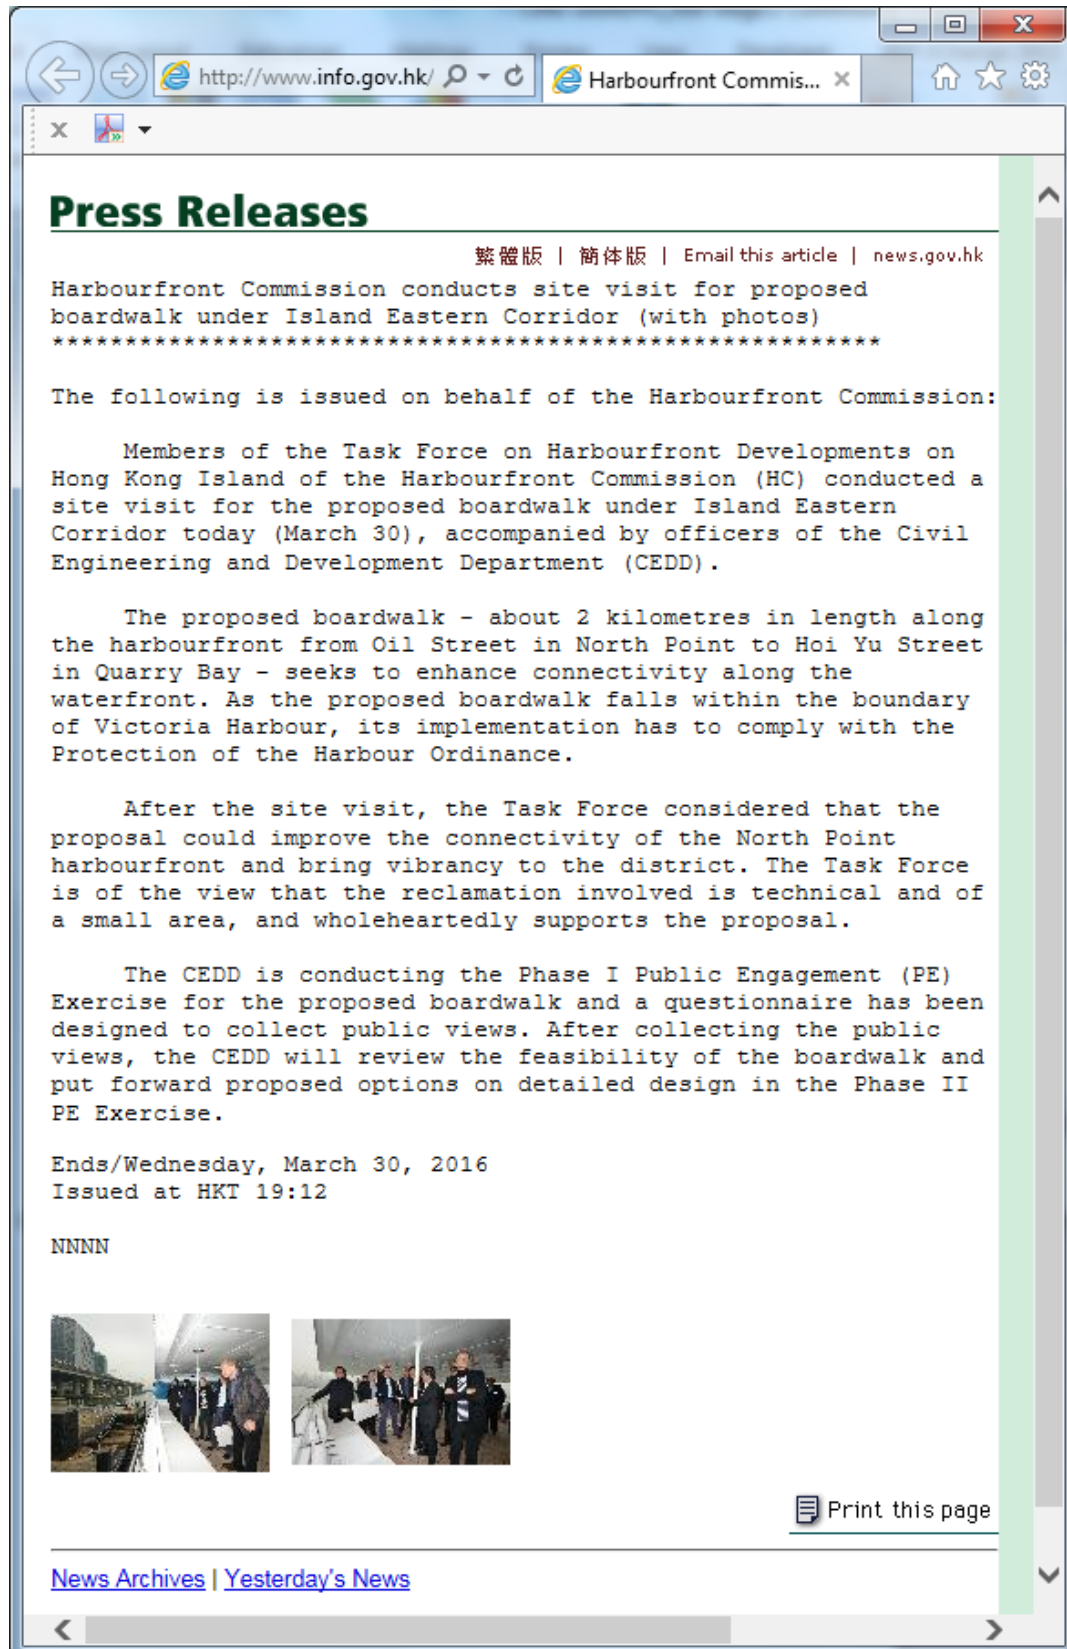 http://www.info.gov.hk/
Harbourfront Commis...
Press Releases
繁體版 | 簡体版 | Email this article | news.gov.hk
Harbourfront Commission conducts site visit for proposed
boardwalk under Island Eastern Corridor (with photos)
*********************************************************
The following is issued on behalf of the Harbourfront Commission:
Members of the Task Force on Harbourfront Developments on
Hong Kong Island of the Harbourfront Commission (HC) conducted a
site visit for the proposed boardwalk under Island Eastern
Corridor today (March 30), accompanied by officers of the Civil
Engineering and Development Department (CEDD).
The proposed boardwalk - about 2 kilometres in length along
the harbourfront from Oil Street in North Point to Hoi Yu Street
in Quarry Bay - seeks to enhance connectivity along the
waterfront. As the proposed boardwalk falls within the boundary
of Victoria Harbour, its implementation has to comply with the
Protection of the Harbour Ordinance.
After the site visit, the Task Force considered that the
proposal could improve the connectivity of the North Point
harbourfront and bring vibrancy to the district. The Task Force
is of the view that the reclamation involved is technical and of
a small area, and wholeheartedly supports the proposal.
The CEDD is conducting the Phase I Public Engagement (PE)
Exercise for the proposed boardwalk and a questionnaire has been
designed to collect public views. After collecting the public
views, the CEDD will review the feasibility of the boardwalk and
put forward proposed options on detailed design in the Phase II
PE Exercise.
Ends/Wednesday, March 30, 2016
Issued at HKT 19:12
NNNN
Print this page
News Archives | Yesterday's News